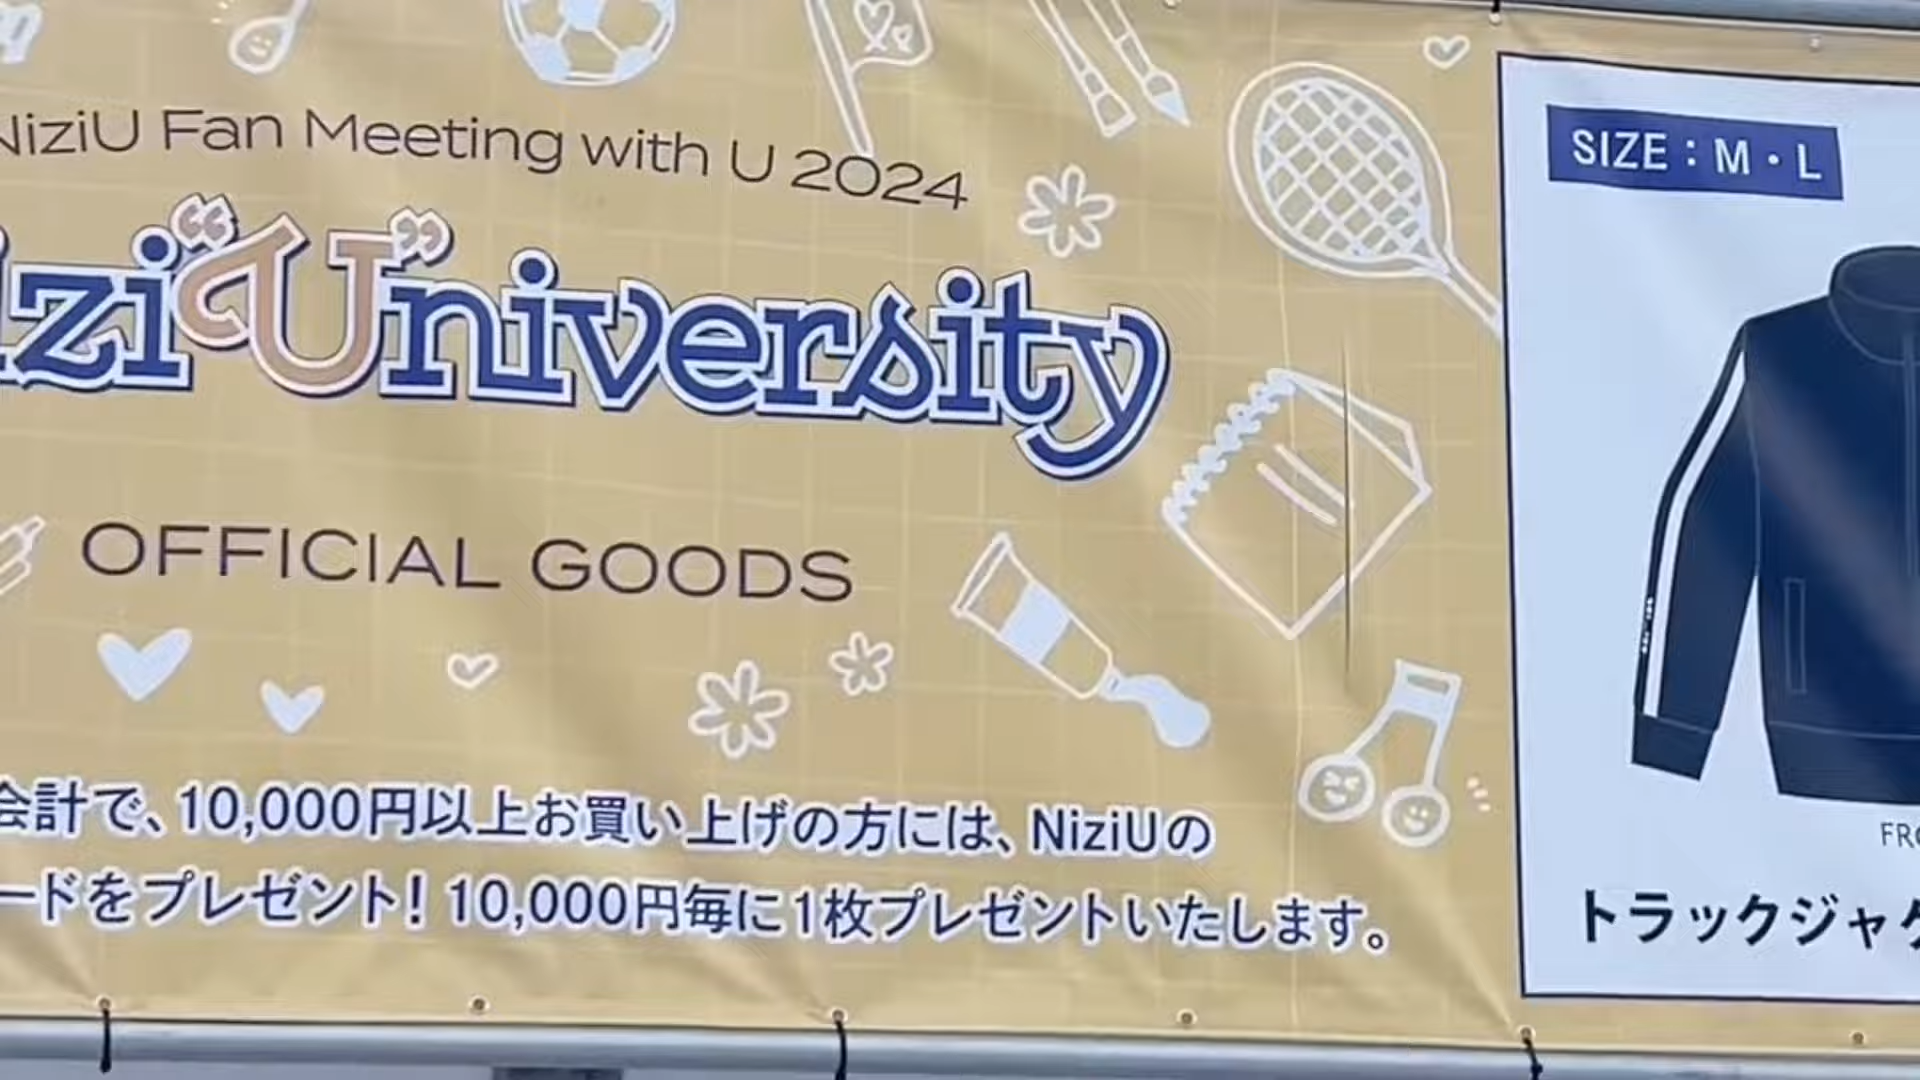 NiziU Fan Meeting with U 2024
izi“U”niversity
OFFICIAL GOODS
会計で、10,000円以上お買い上げの方には、NiziUの
ードをプレゼント！10,000円毎に1枚プレゼントいたします。
SIZE：M・L
FRO
トラックジャケ